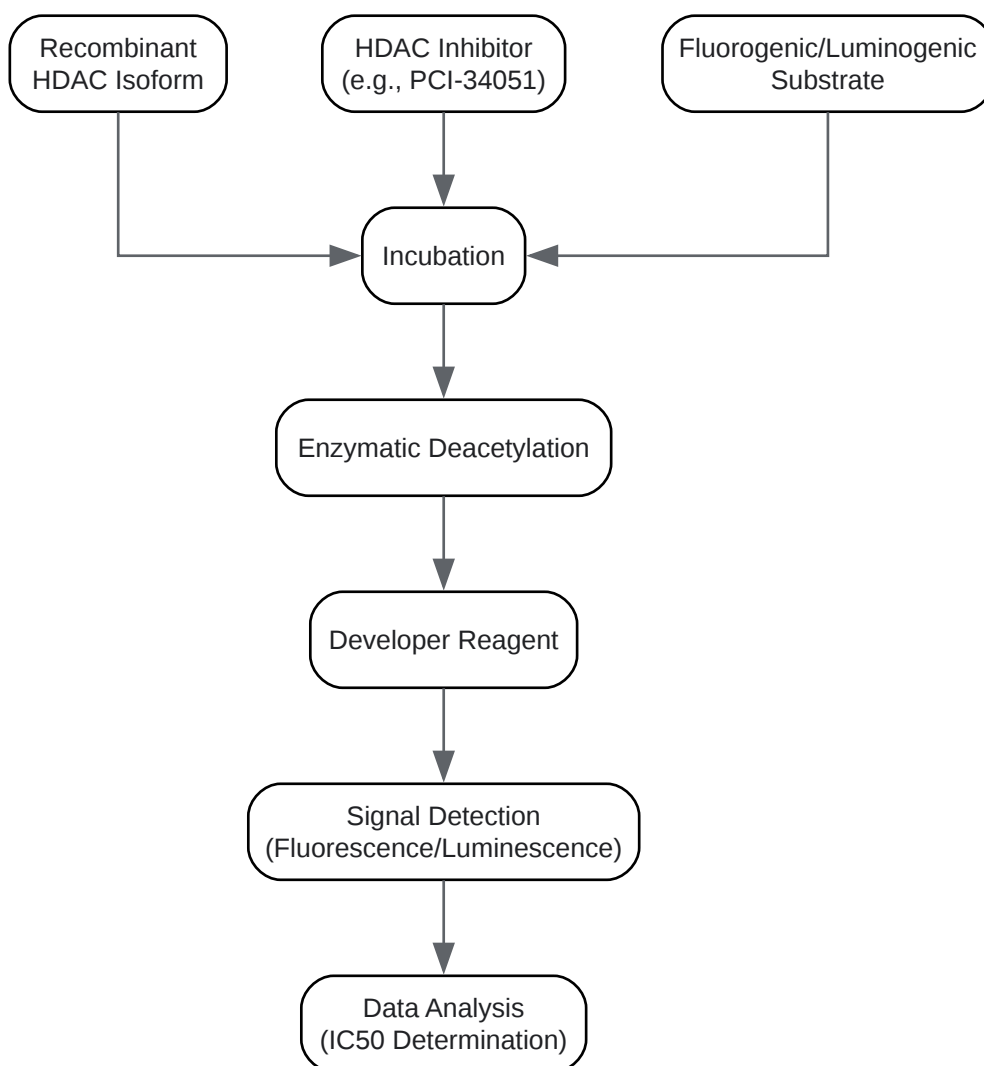 Recombinant
HDAC Isoform
HDAC Inhibitor
(e.g., PCI-34051)
Fluorogenic/Luminogenic
Substrate
Incubation
Enzymatic Deacetylation
Developer Reagent
Signal Detection
(Fluorescence/Luminescence)
Data Analysis
(IC50 Determination)